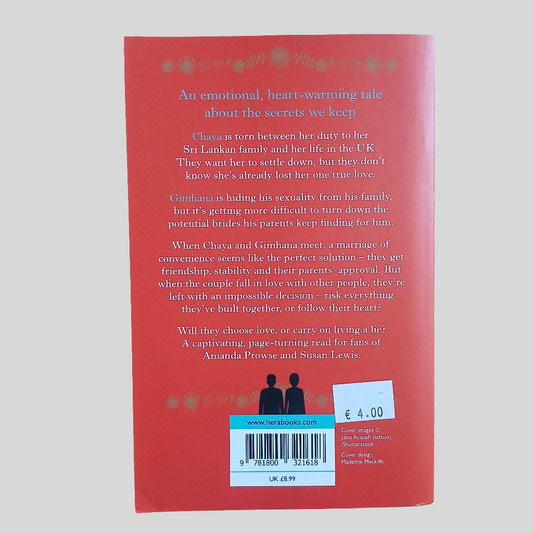 An emotional, heart-warming tale
about the secrets we keep
Chaya is torn between her duty to her
Sri Lankan family and her life in the UK.
They want her to settle down, but they don't
know she's already lost her one true love.
Gimhana is hiding his sexuality from his family,
but it's getting more difficult to turn down the
potential brides his parents keep finding for him.
When Chaya and Gimhana meet, a marriage of
convenience seems like the perfect solution – they get
friendship, stability and their parents' approval. But
when the couple fall in love with other people, they're
left with an impossible decision – risk everything
they've built together, or follow their heart?
Will they choose love, or carry on living a lie?
A captivating, page-turning read for fans of
Amanda Prowse and Susan Lewis.
€ 4.00
www.herabooks.com
9 781800 321618
UK £8.99
Cover images ©
Lana Acquah (tattoo)
/Shutterstock
Cover design
Madeline Meckiffe